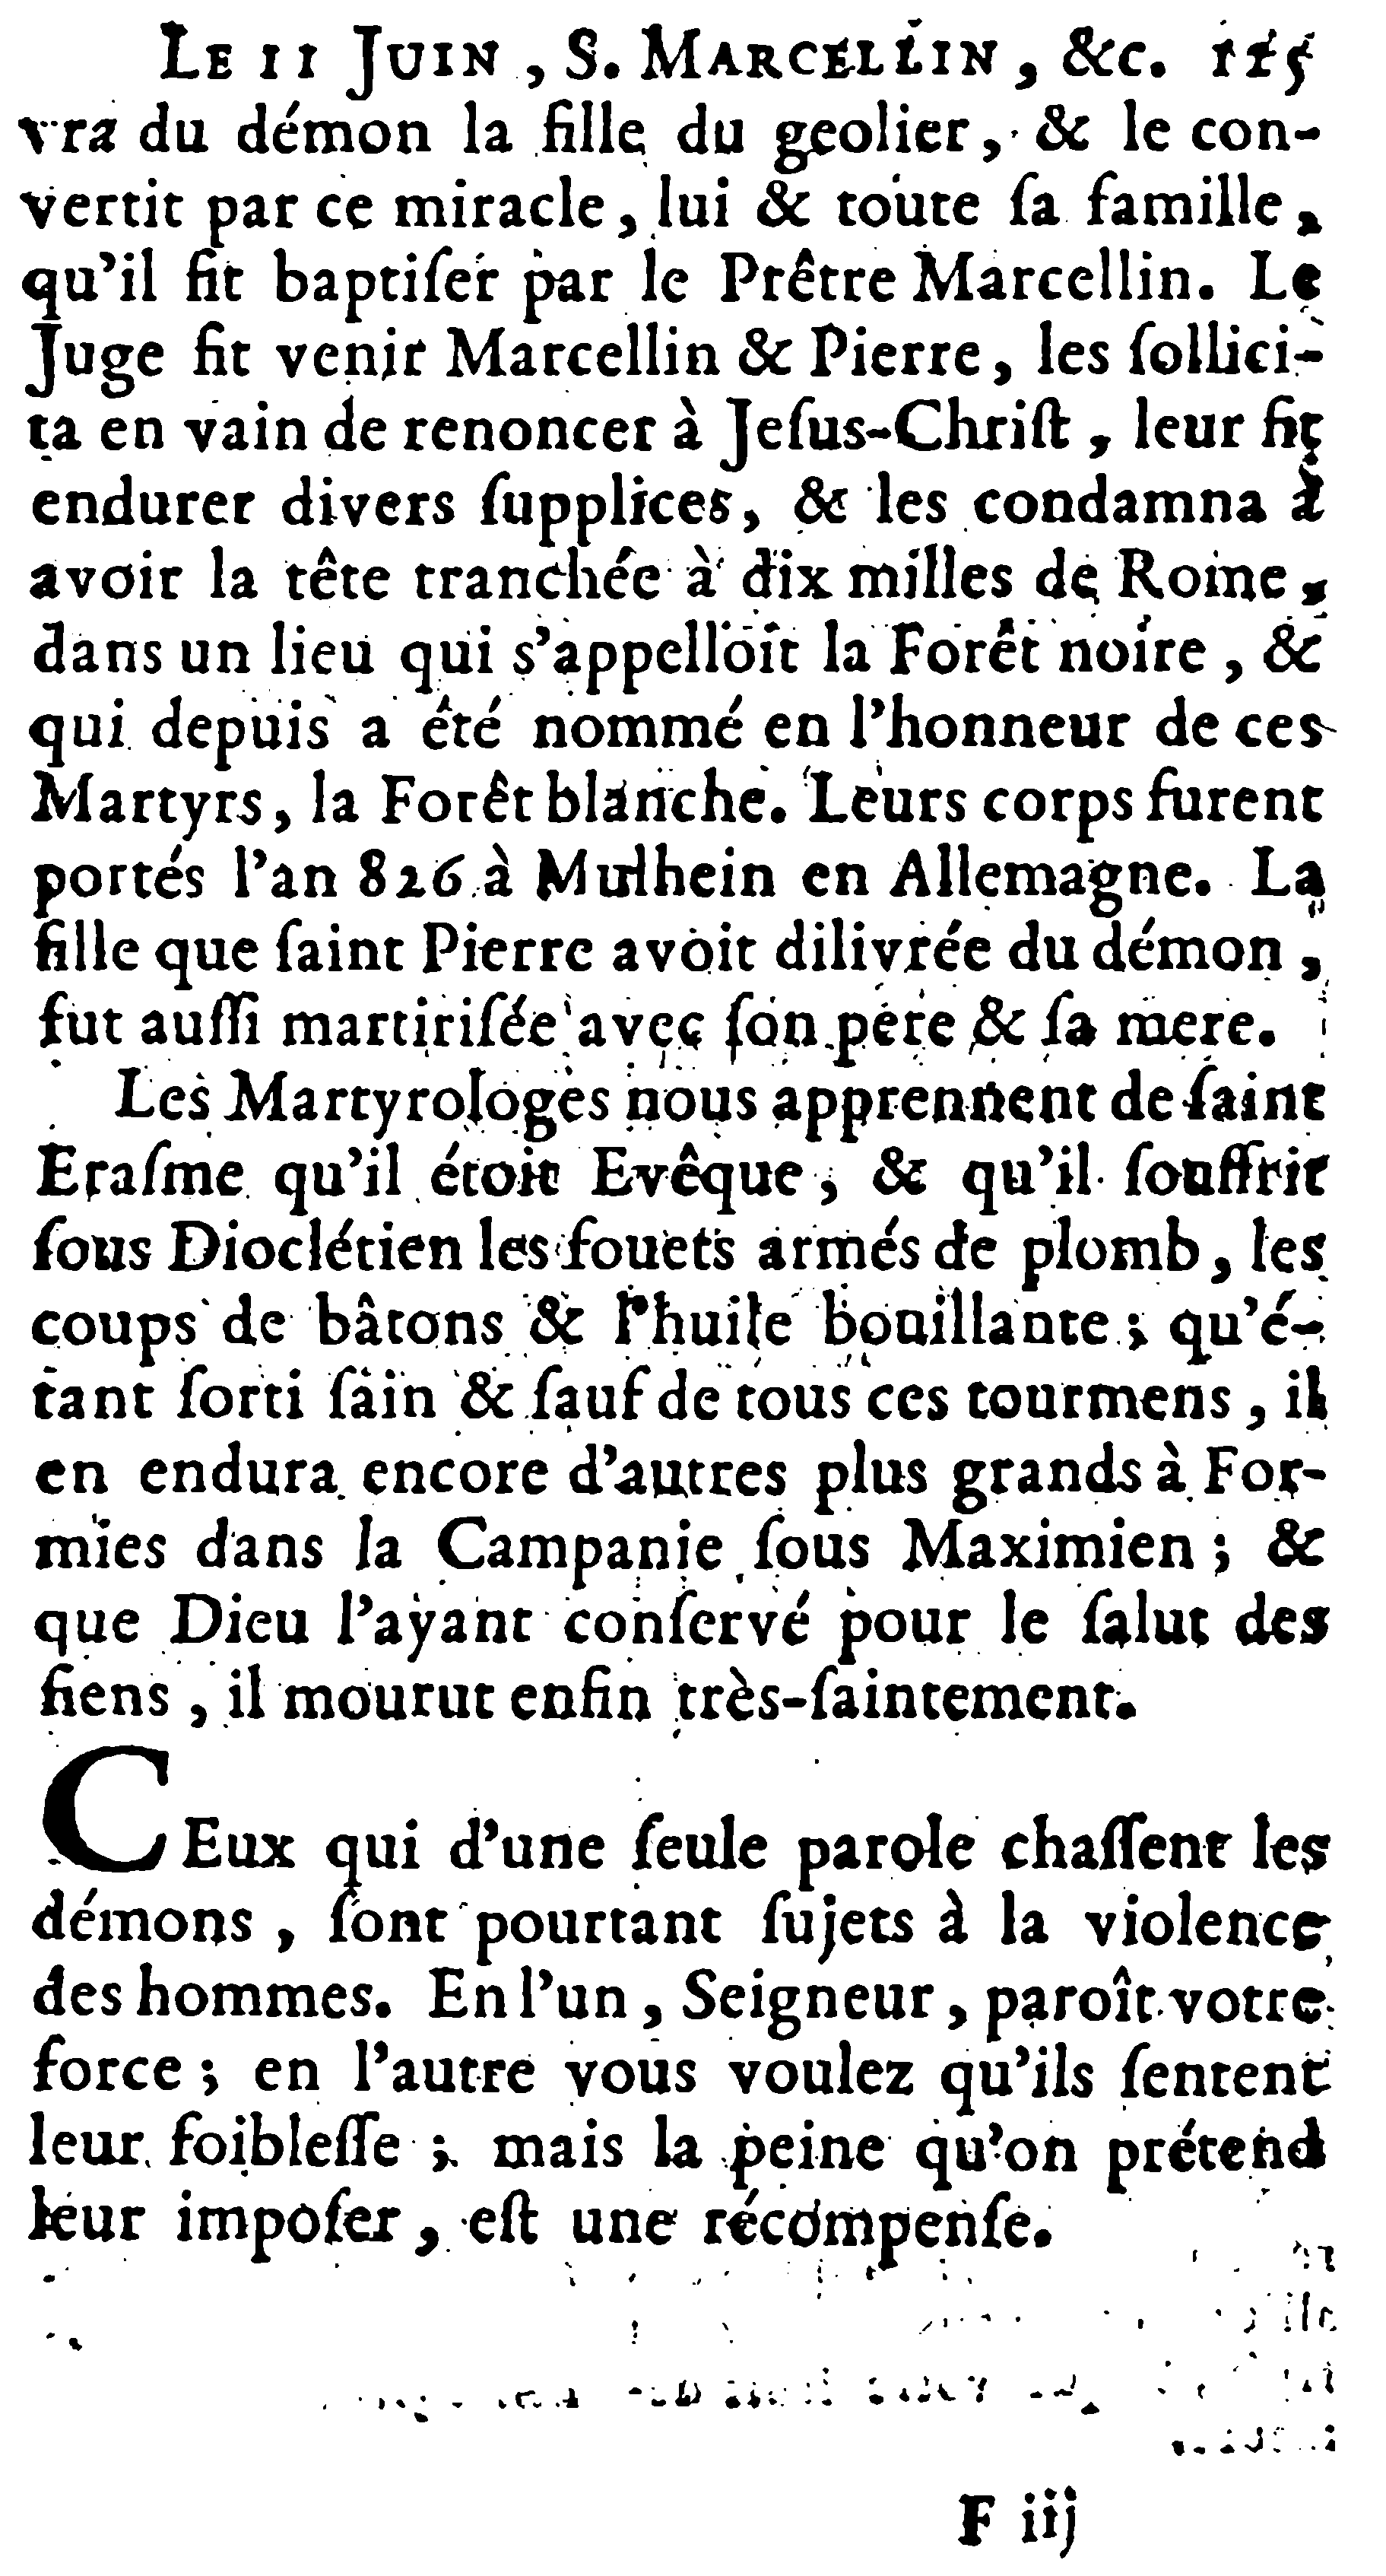 LE II JUIN, S. MARCELLIN, &c. 125
vra du démon la fille du geolier, & le con-
vertit par ce miracle, lui & toute ſa famille,
qu'il fit baptiſer par le Prêtre Marcellin. Le
Juge fit venir Marcellin & Pierre, les ſollici-
ta en vain de renoncer à Jeſus-Chriſt, leur fit
endurer divers ſupplices, & les condamna à
avoir la tête tranchée à dix milles de Rome,
dans un lieu qui s'appelloit la Forêt noire, &
qui depuis a été nommé en l'honneur de ces
Martyrs, la Forêt blanche. Leurs corps furent
portés l'an 826 à Mulhein en Allemagne. La
fille que ſaint Pierre avoit dilivrée du démon,
fut auſſi martiriſée avec ſon pere & ſa mere.
Les Martyrologes nous apprennent de ſaint
Eraſme qu'il étoit Evêque, & qu'il ſouffrit
ſous Dioclétien les fouets armés de plomb, les
coups de bâtons & l'huile bouillante; qu'é-
tant ſorti ſain & ſauf de tous ces tourmens, il
en endura encore d'autres plus grands à For-
mies dans la Campanie ſous Maximien; &
que Dieu l'ayant conſervé pour le ſalut des
ſiens, il mourut enfin très-ſaintement.
CEux qui d'une ſeule parole chaſſent les
démons, ſont pourtant ſujets à la violence
des hommes. En l'un, Seigneur, paroît votre
force; en l'autre vous voulez qu'ils ſentent
leur foibleſſe; mais la peine qu'on prétend
leur impoſer, eſt une récompenſe.
F iij